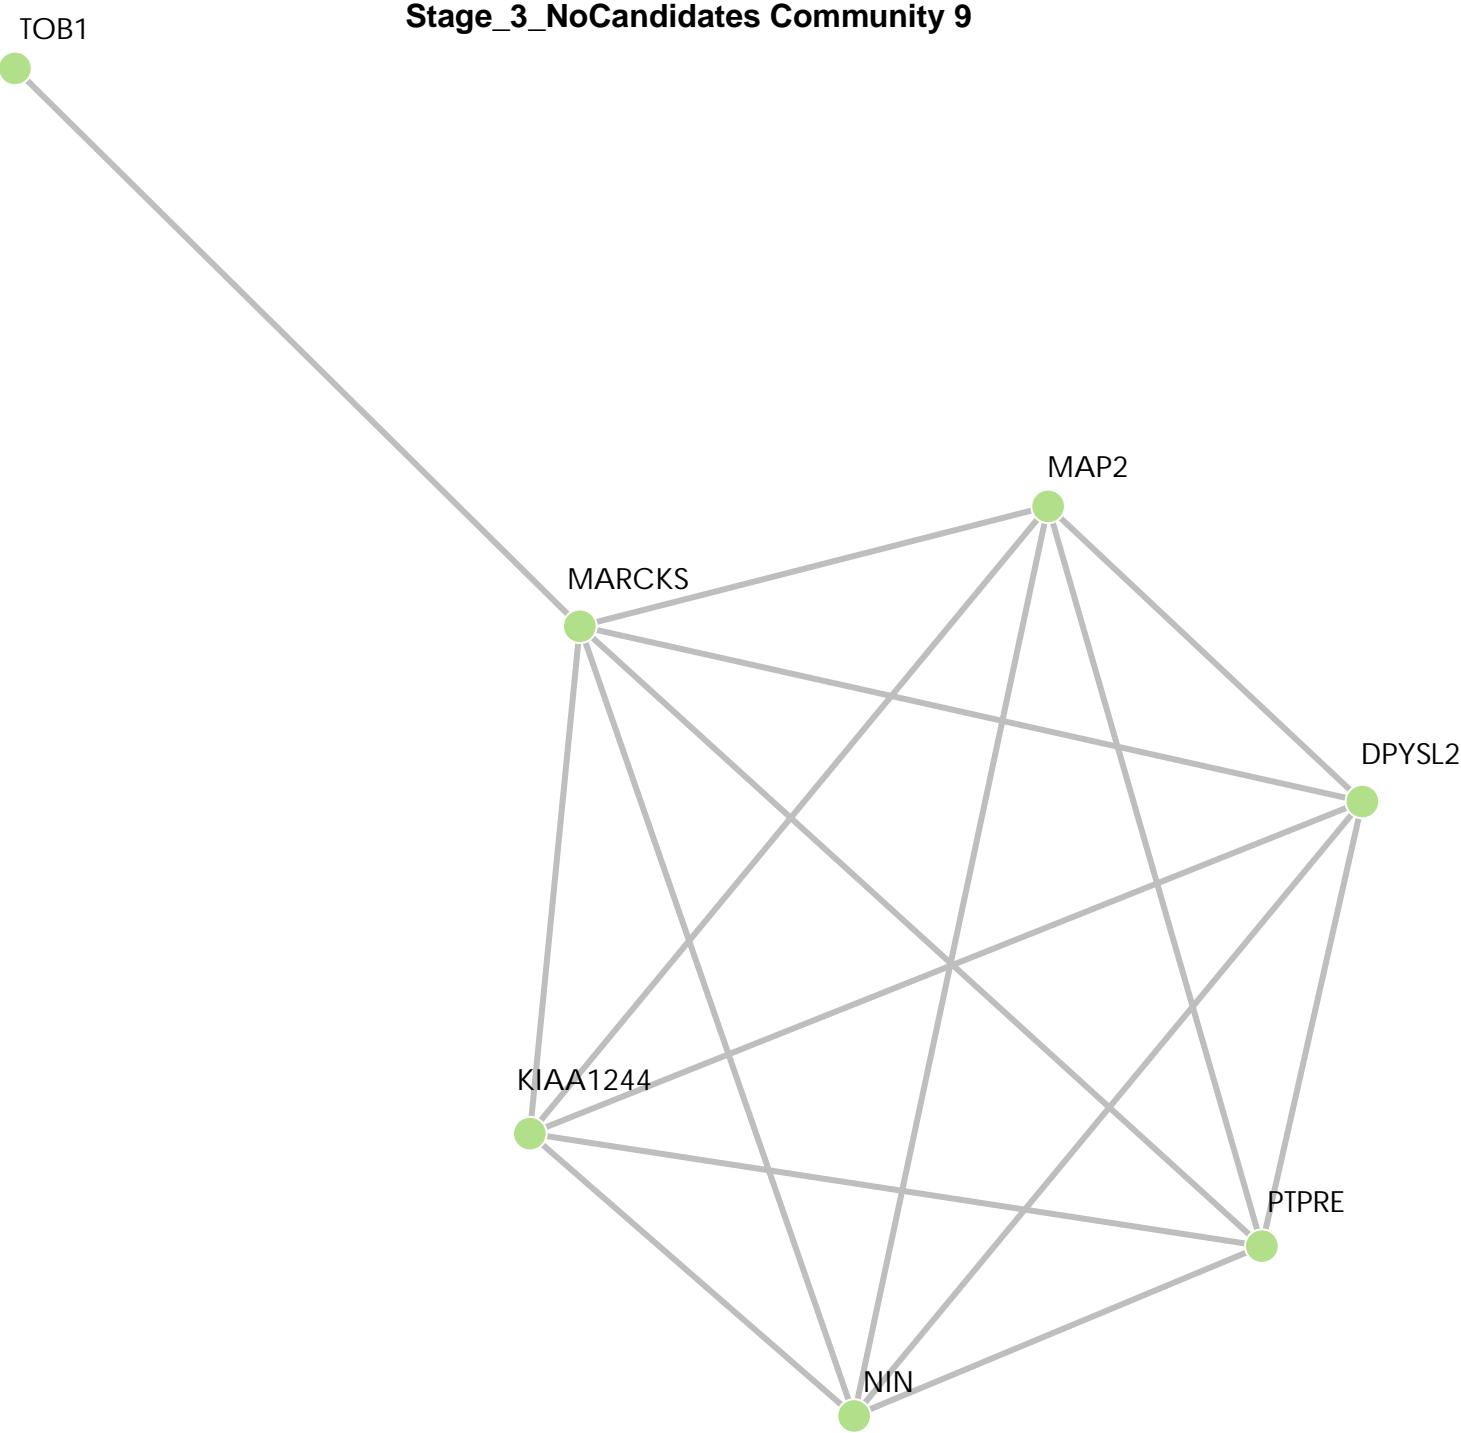 Stage_3_NoCandidates Community 9
TOB1
MAP2
MARCKS
DPYSL2
KIAA1244
PTPRE
NIN